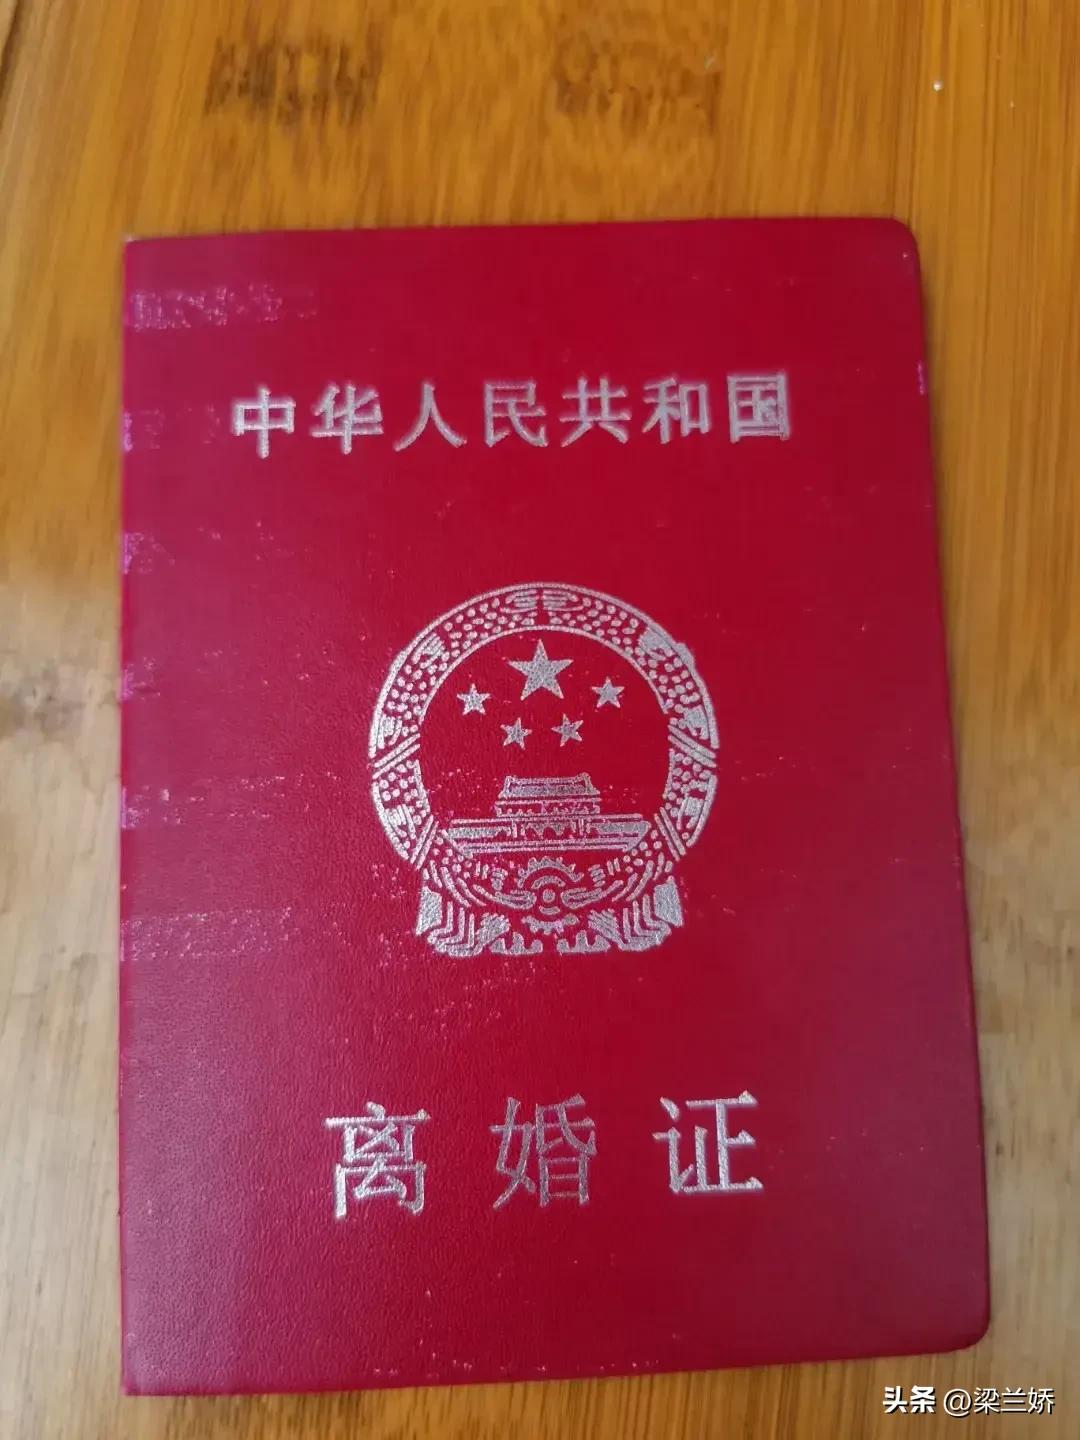 中华人民共和国
离婚证
头条 @梁兰娇